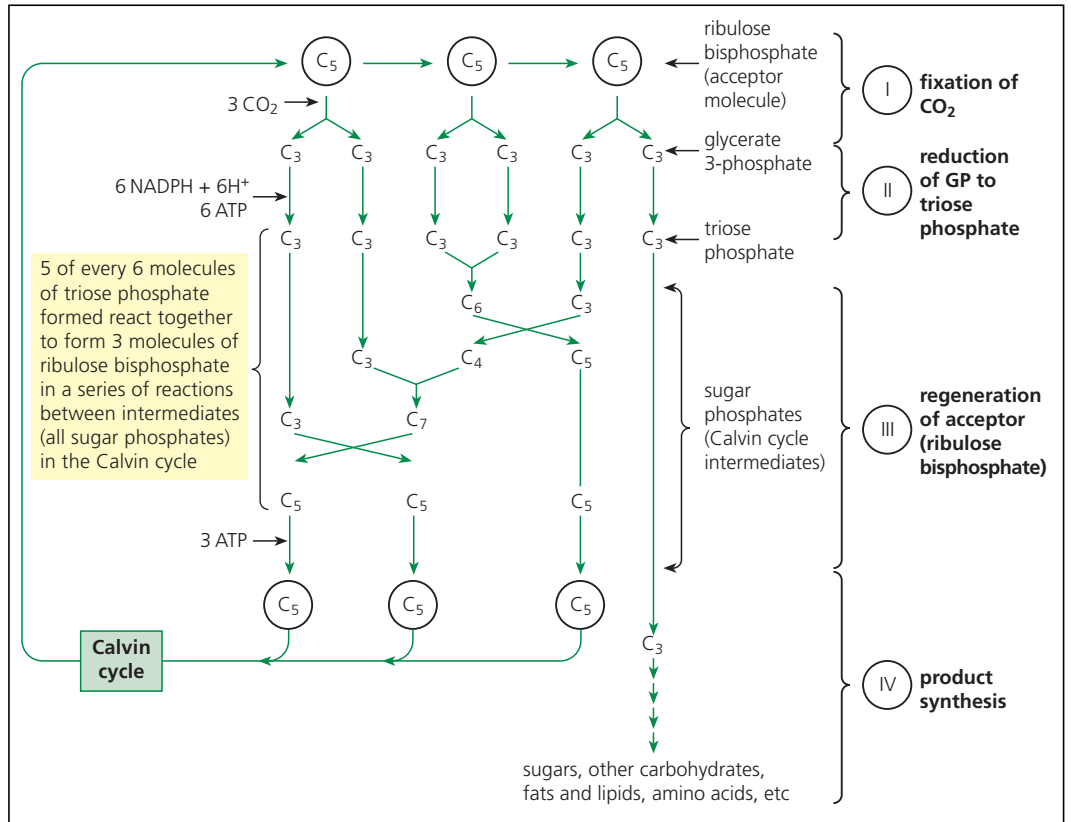 C₅ C₅ C₅
ribulose
bisphosphate
(acceptor
molecule)
I
fixation of
CO₂
3 CO₂
C₃ C₃ C₃ C₃ C₃ C₃
glycerate
3-phosphate
6 NADPH + 6H⁺
6 ATP
II
reduction
of GP to
triose
phosphate
C₃ C₃ C₃ C₃ C₃ C₃
triose
phosphate
5 of every 6 molecules
of triose phosphate
formed react together
to form 3 molecules of
ribulose bisphosphate
in a series of reactions
between intermediates
(all sugar phosphates)
in the Calvin cycle
C₆ C₃
C₃ C₄ C₅
C₃ C₇
sugar
phosphates
(Calvin cycle
intermediates)
III
regeneration
of acceptor
(ribulose
bisphosphate)
C₅ C₅ C₅
3 ATP
C₅ C₅ C₅
Calvin
cycle
C₃
IV
product
synthesis
sugars, other carbohydrates,
fats and lipids, amino acids, etc